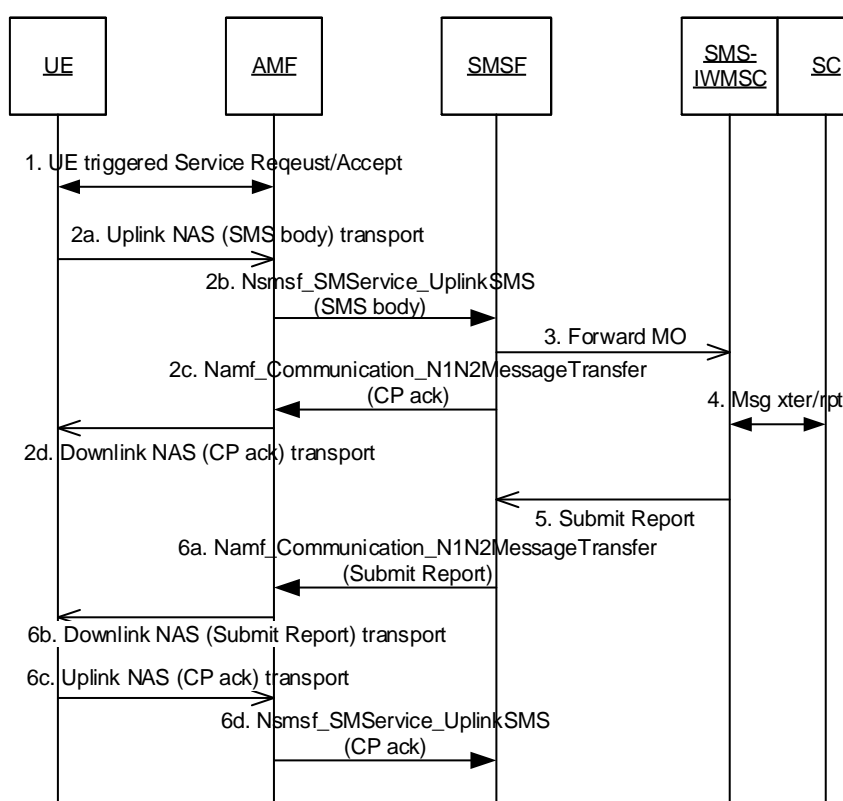 UE
AMF
SMSF
SMS-
IWMSC
SC
1. UE triggered Service Reqeust/Accept
2a. Uplink NAS (SMS body) transport
2b. Nsmsf_SMService_UplinkSMS
(SMS body)
3. Forward MO
2c. Namf_Communication_N1N2MessageTransfer
(CP ack)
4. Msg xter/rpt
2d. Downlink NAS (CP ack) transport
5. Submit Report
6a. Namf_Communication_N1N2MessageTransfer
(Submit Report)
6b. Downlink NAS (Submit Report) transport
6c. Uplink NAS (CP ack) transport
6d. Nsmsf_SMService_UplinkSMS
(CP ack)